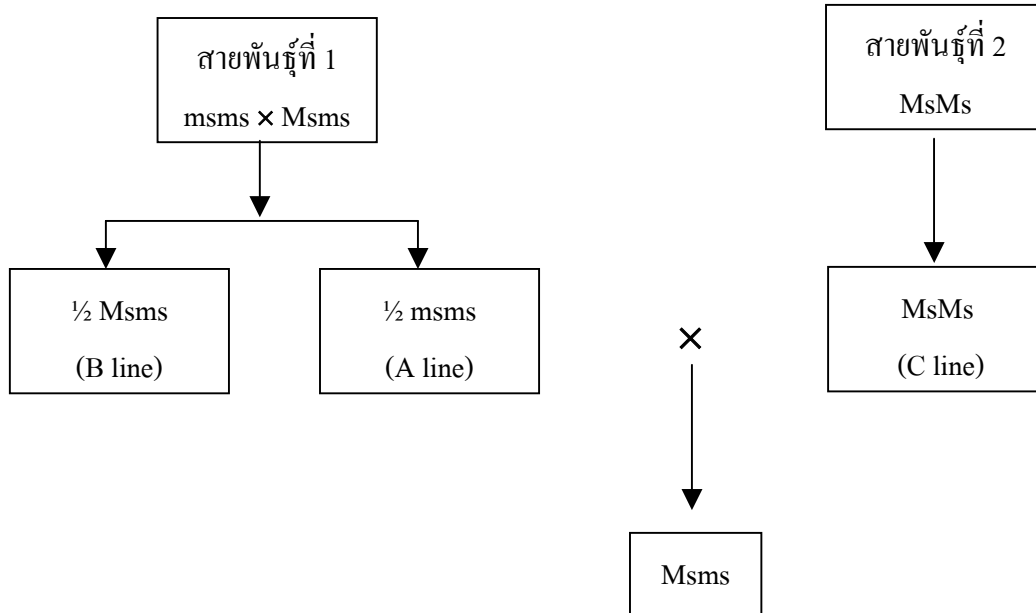 สายพันธุ์ที่ 1
msms × Msms
สายพันธุ์ที่ 2
MsMs
½ Msms
(B line)
½ msms
(A line)
×
MsMs
(C line)
Msms